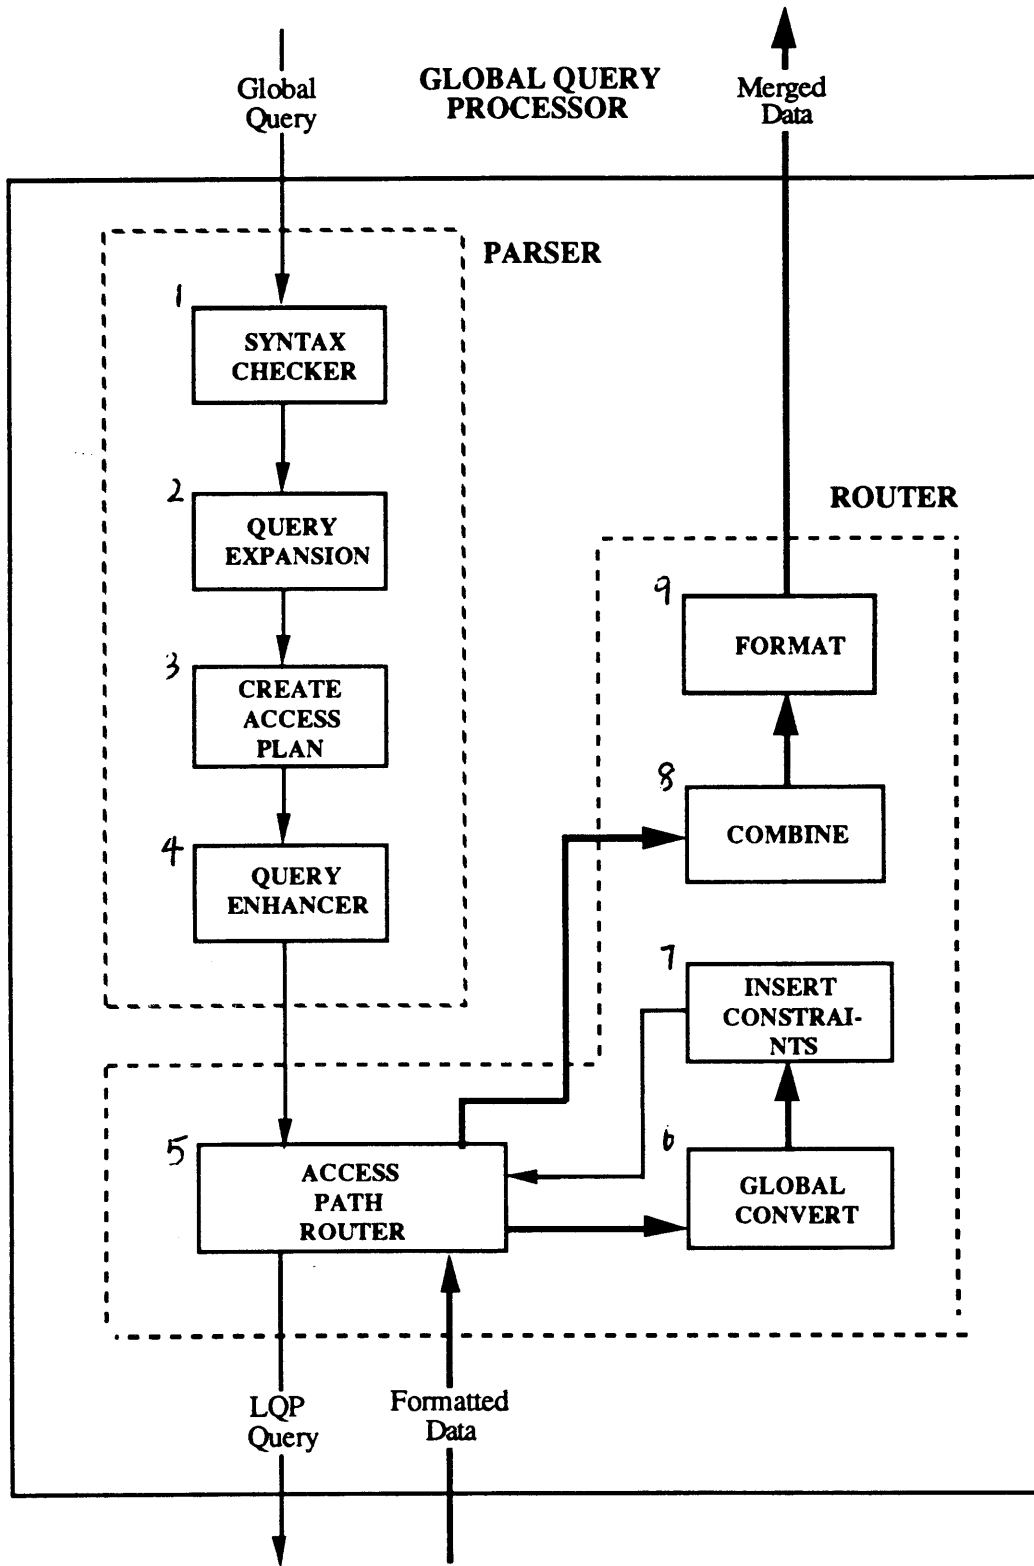 Global
Query
GLOBAL QUERY
PROCESSOR
Merged
Data
PARSER
1
SYNTAX
CHECKER
2
QUERY
EXPANSION
3
CREATE
ACCESS
PLAN
4
QUERY
ENHANCER
ROUTER
9
FORMAT
8
COMBINE
7
INSERT
CONSTRAI-
NTS
6
GLOBAL
CONVERT
5
ACCESS
PATH
ROUTER
LQP
Query
Formatted
Data